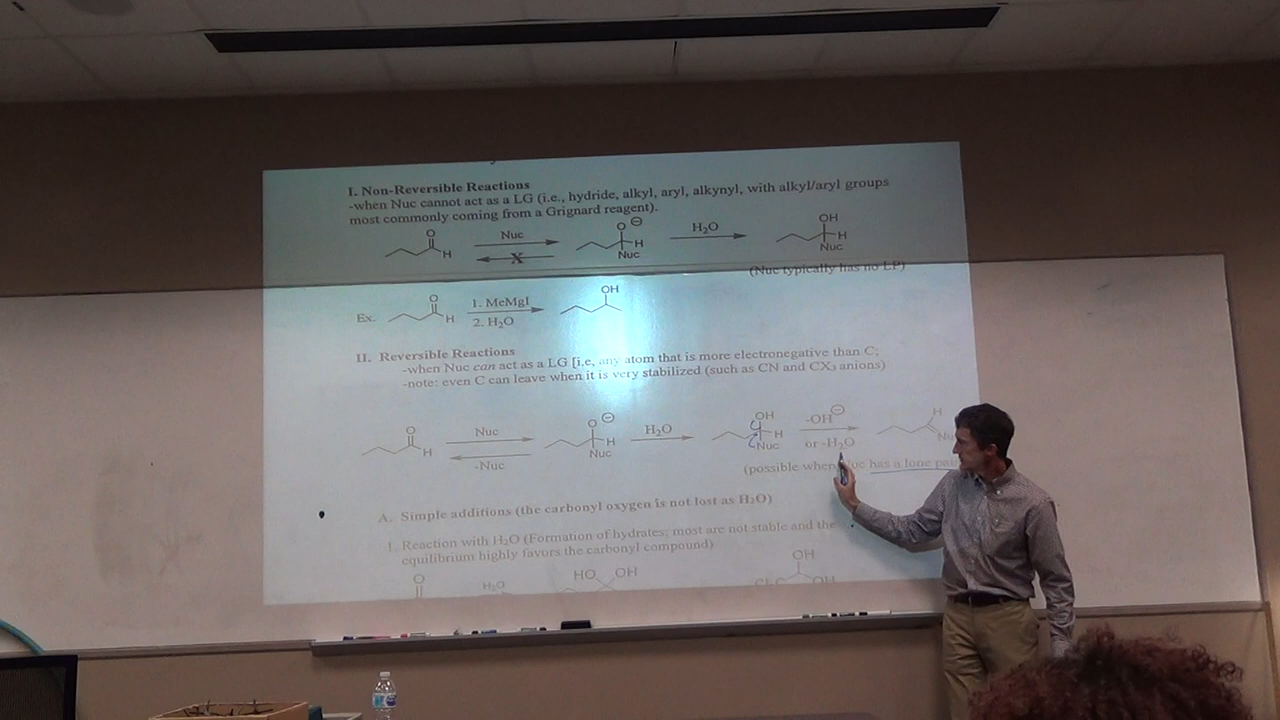 I. Non-Reversible Reactions
-when Nuc cannot act as a LG (i.e., hydride, alkyl, aryl, alkynyl, with alkyl/aryl groups
most commonly coming from a Grignard reagent).
O H Nuc X O ⊖ H Nuc H₂O OH H Nuc
(Nuc typically has no LP)
Ex. O H 1. MeMgI 2. H₂O OH
II. Reversible Reactions
-when Nuc can act as a LG [i.e, any atom that is more electronegative than C;
-note: even C can leave when it is very stabilized (such as CN and CX₃ anions)
O H Nuc -Nuc O ⊖ H Nuc H₂O OH H Nuc -OH ⊖ or -H₂O H
(possible when Nuc has a lone
A. Simple additions (the carbonyl oxygen is not lost as H₂O)
1. Reaction with H₂O (Formation of hydrates; most are not stable and the
equilibrium highly favors the carbonyl compound)
O H₂O HO OH OH OH